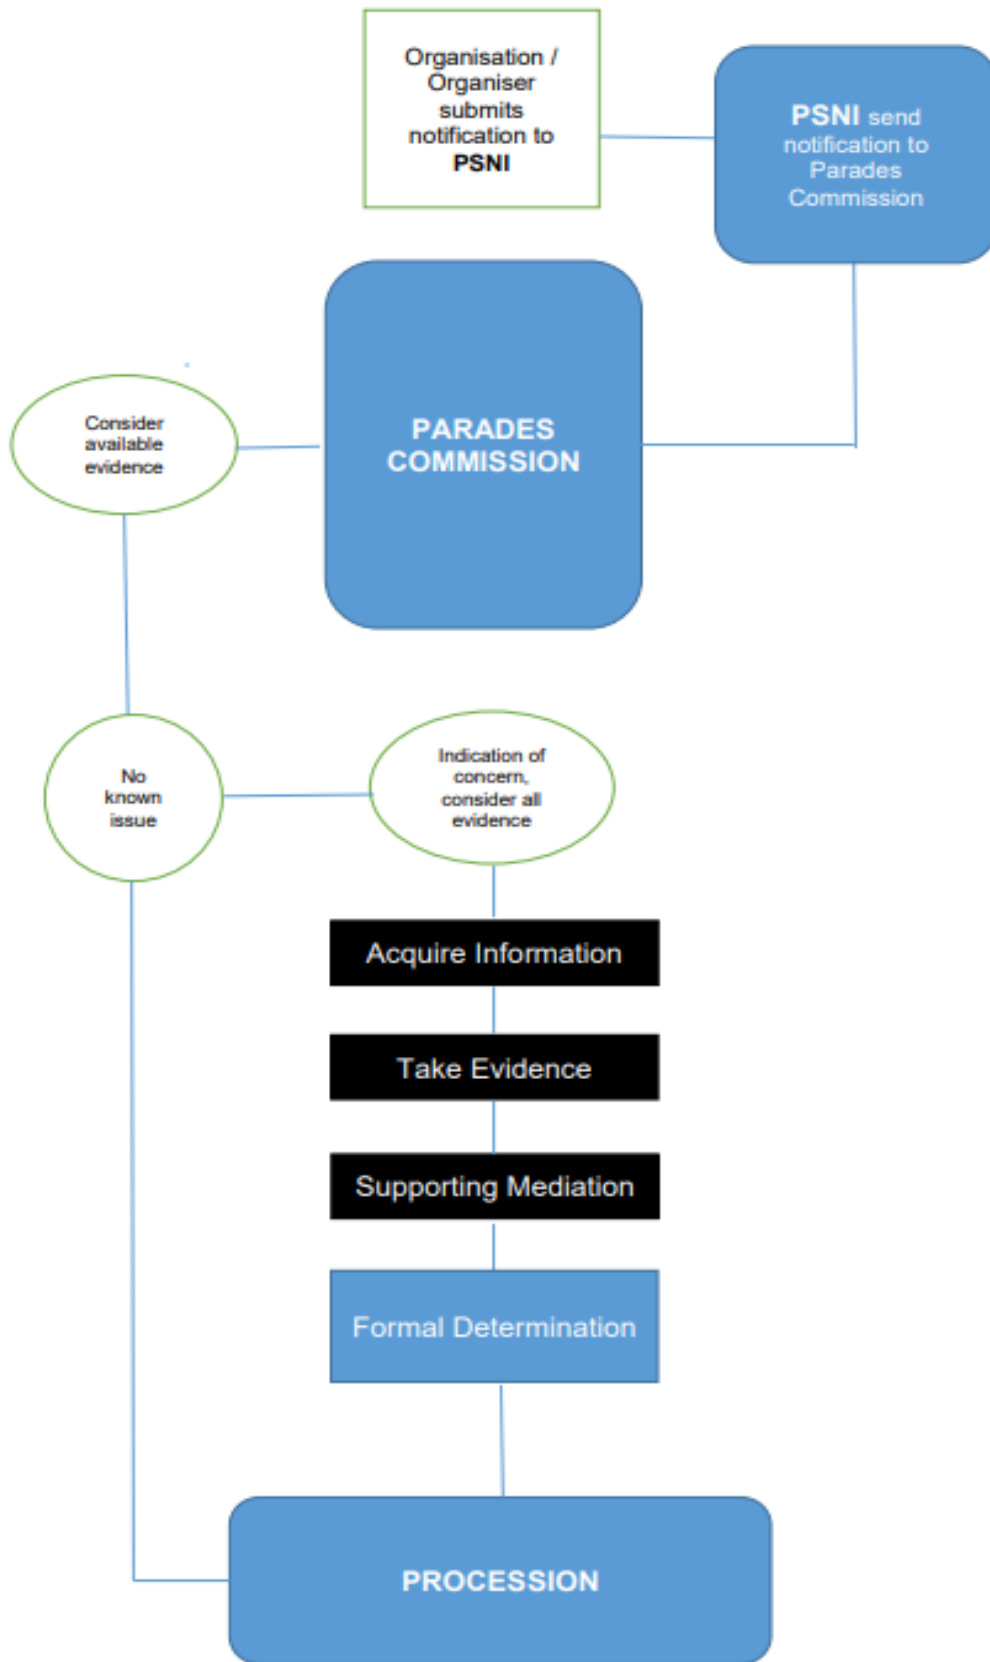 Organisation /
Organiser
submits
notification to
PSNI
PSNI send
notification to
Parades
Commission
PARADES
COMMISSION
Consider
available
evidence
No
known
issue
Indication of
concern,
consider all
evidence
Acquire Information
Take Evidence
Supporting Mediation
Formal Determination
PROCESSION